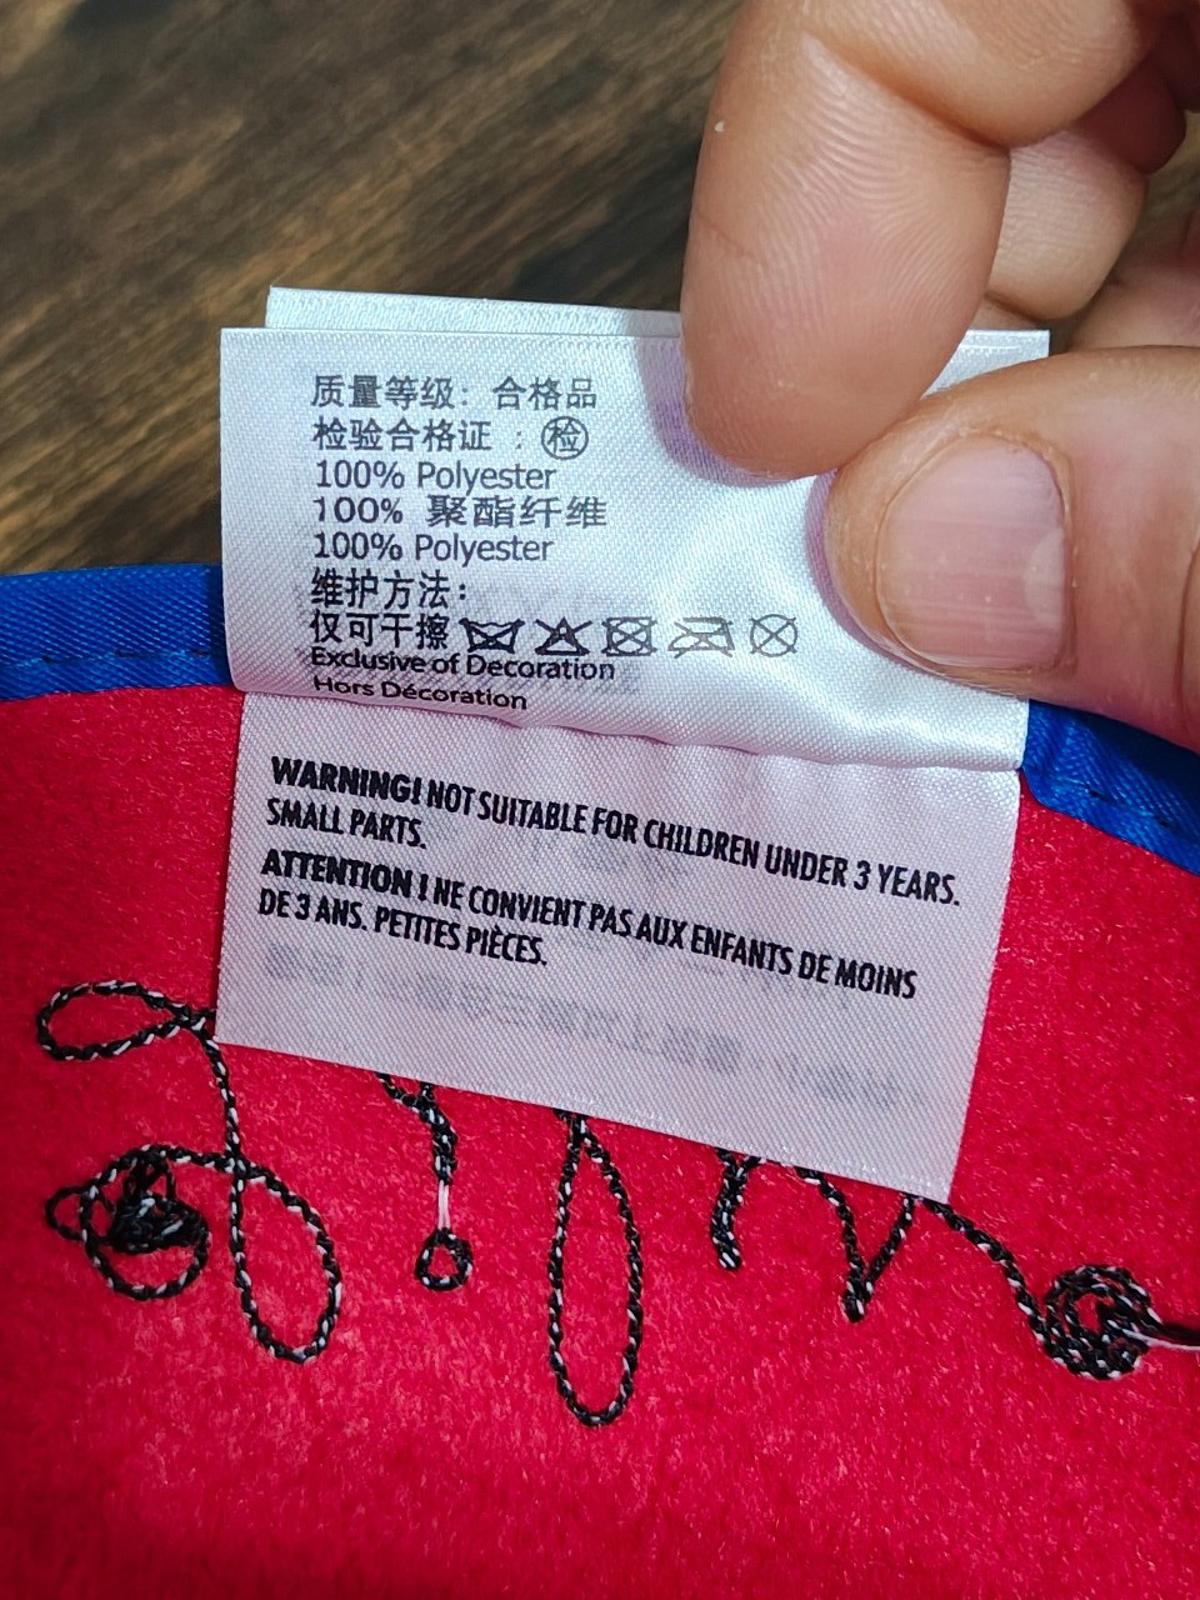 质量等级：合格品
检验合格证 ：检
100% Polyester
100% 聚酯纤维
100% Polyester
维护方法：
仅可干擦
Exclusive of Decoration
Hors Décoration
WARNING! NOT SUITABLE FOR CHILDREN UNDER 3 YEARS.
SMALL PARTS.
ATTENTION ! NE CONVIENT PAS AUX ENFANTS DE MOINS
DE 3 ANS. PETITES PIÈCES.